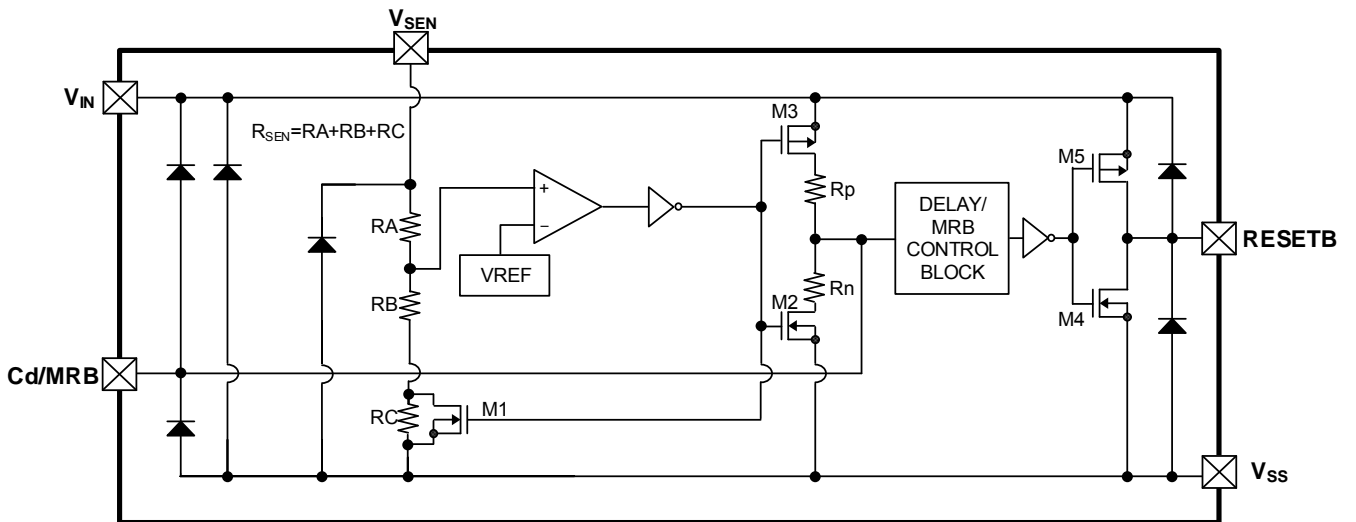 VSEN
VIN
M3
RSEN=RA+RB+RC
M5
Rp
+
RA
DELAY/
MRB
CONTROL
BLOCK
−
RESETB
VREF
Rn
RB
M2
M4
Cd/MRB
RC
M1
VSS